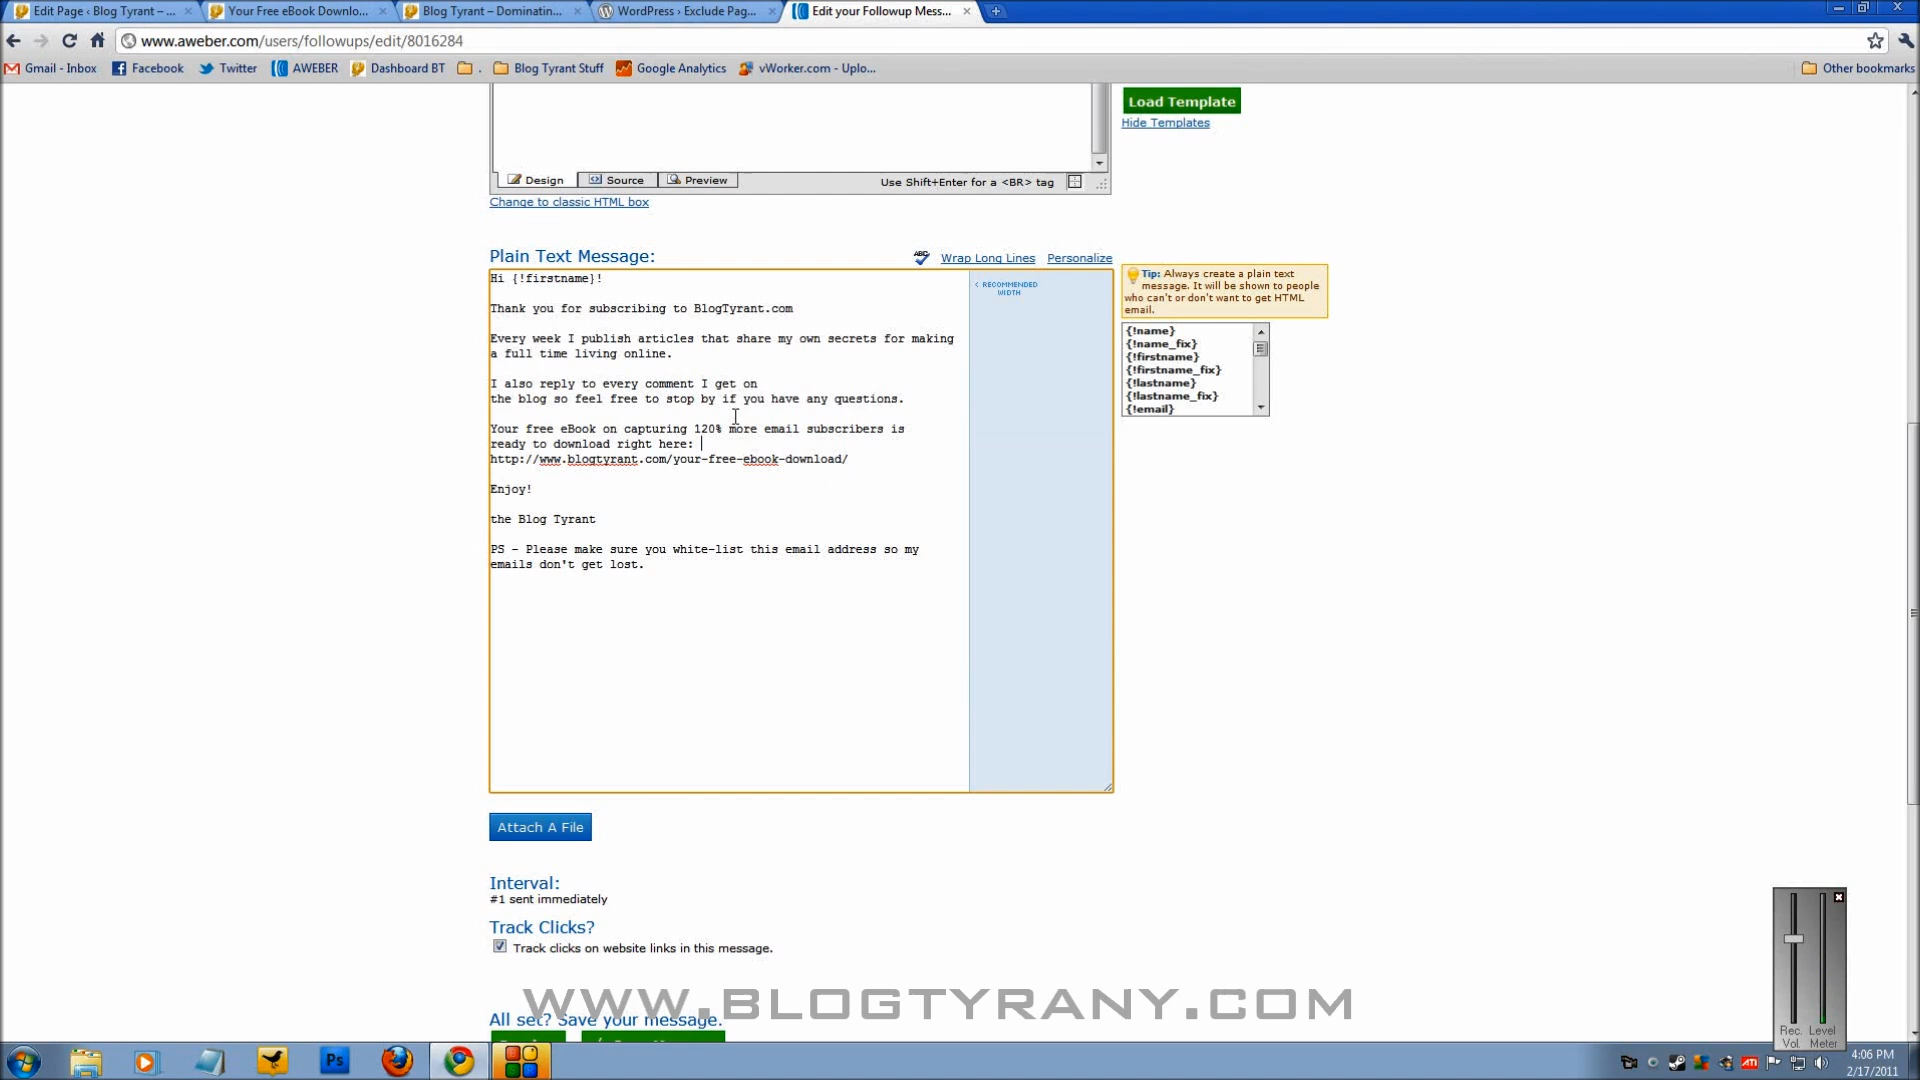 Edit Page ‹ Blog Tyrant – ...
Your Free eBook Downlo...
Blog Tyrant – Dominatin...
WordPress › Exclude Pag...
Edit your Followup Mess...
www.aweber.com/users/followups/edit/8016284
Gmail - Inbox
Facebook
Twitter
AWEBER
Dashboard BT
.
Blog Tyrant Stuff
Google Analytics
vWorker.com - Uplo...
Other bookmarks
Load Template
Hide Templates
Design
Source
Preview
Use Shift+Enter for a <BR> tag
Change to classic HTML box
Plain Text Message:
ABC
Wrap Long Lines
Personalize
Hi {!firstname}!
Thank you for subscribing to BlogTyrant.com
Every week I publish articles that share my own secrets for making
a full time living online.
I also reply to every comment I get on
the blog so feel free to stop by if you have any questions.
Your free eBook on capturing 120% more email subscribers is
ready to download right here:
http://www.blogtyrant.com/your-free-ebook-download/
Enjoy!
the Blog Tyrant
PS - Please make sure you white-list this email address so my
emails don't get lost.
< RECOMMENDED
WIDTH
Tip: Always create a plain text
message. It will be shown to people
who can't or don't want to get HTML
email.
{!name}
{!name_fix}
{!firstname}
{!firstname_fix}
{!lastname}
{!lastname_fix}
{!email}
Attach A File
Interval:
#1 sent immediately
Track Clicks?
Track clicks on website links in this message.
WWW.BLOGTYRANY.COM
All set? Save your message.
Rec. Level
Vol. Meter
Ps
ATI
4:06 PM
2/17/2011